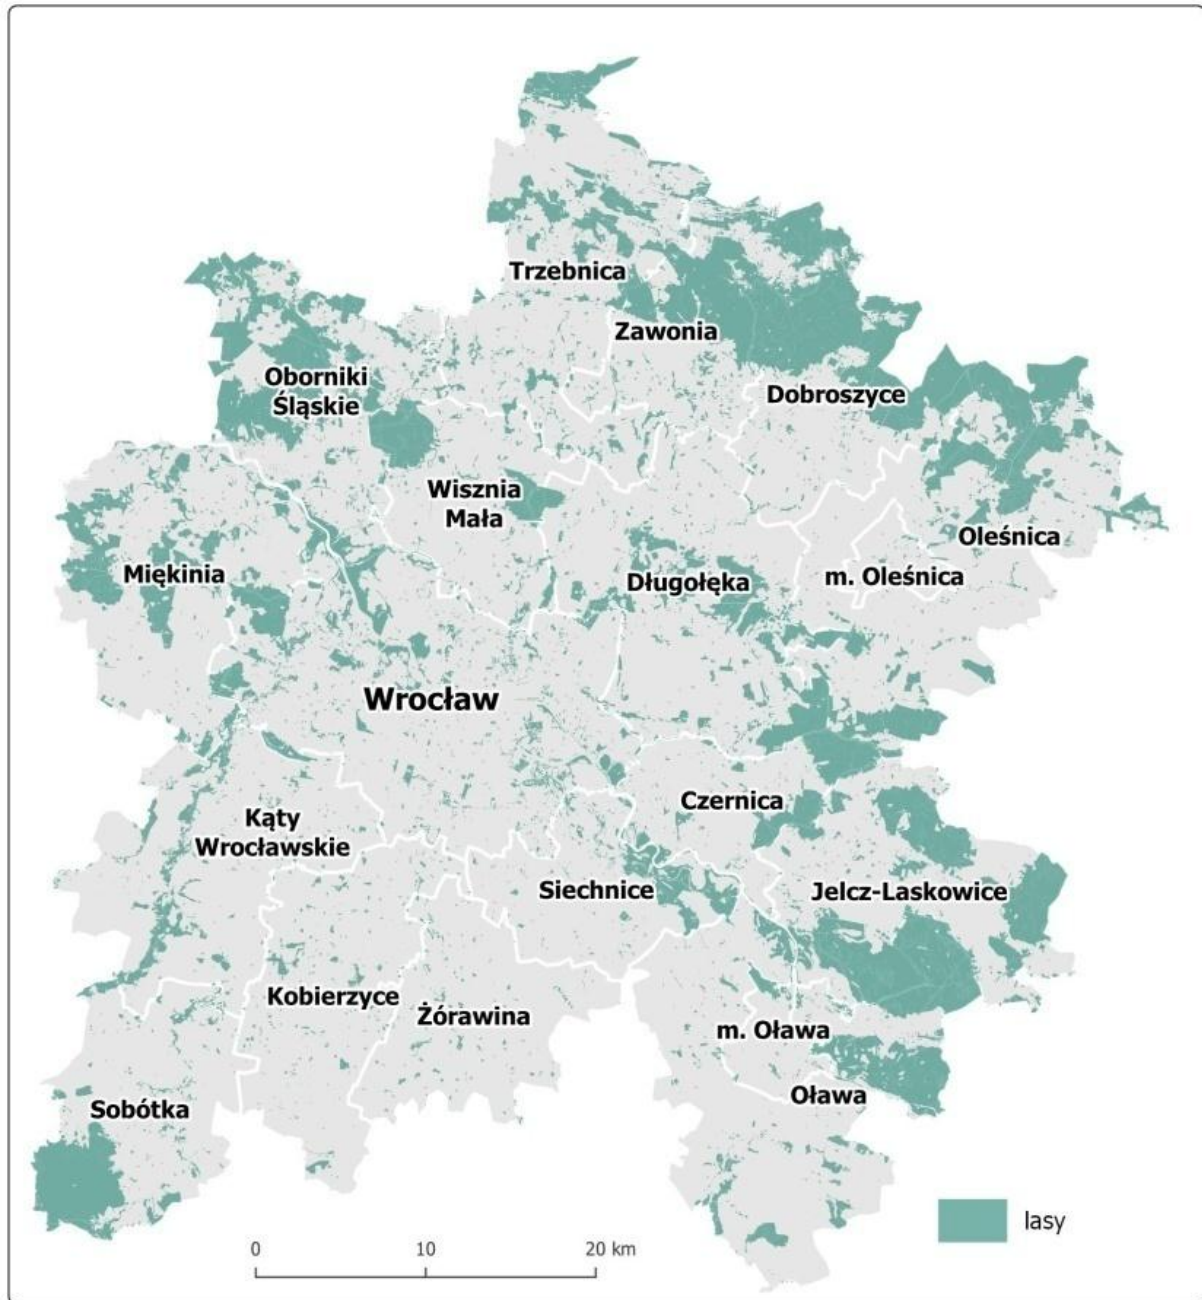 Trzebnica
Zawonia
Oborniki
Śląskie
Dobroszyce
Wisznia
Mała
Oleśnica
Miękinia
Długołęka
m. Oleśnica
Wrocław
Czernica
Kąty
Wrocławskie
Siechnice
Jelcz-Laskowice
Kobierzyce
Żórawina
m. Oława
Oława
Sobótka
lasy
0 10 20 km